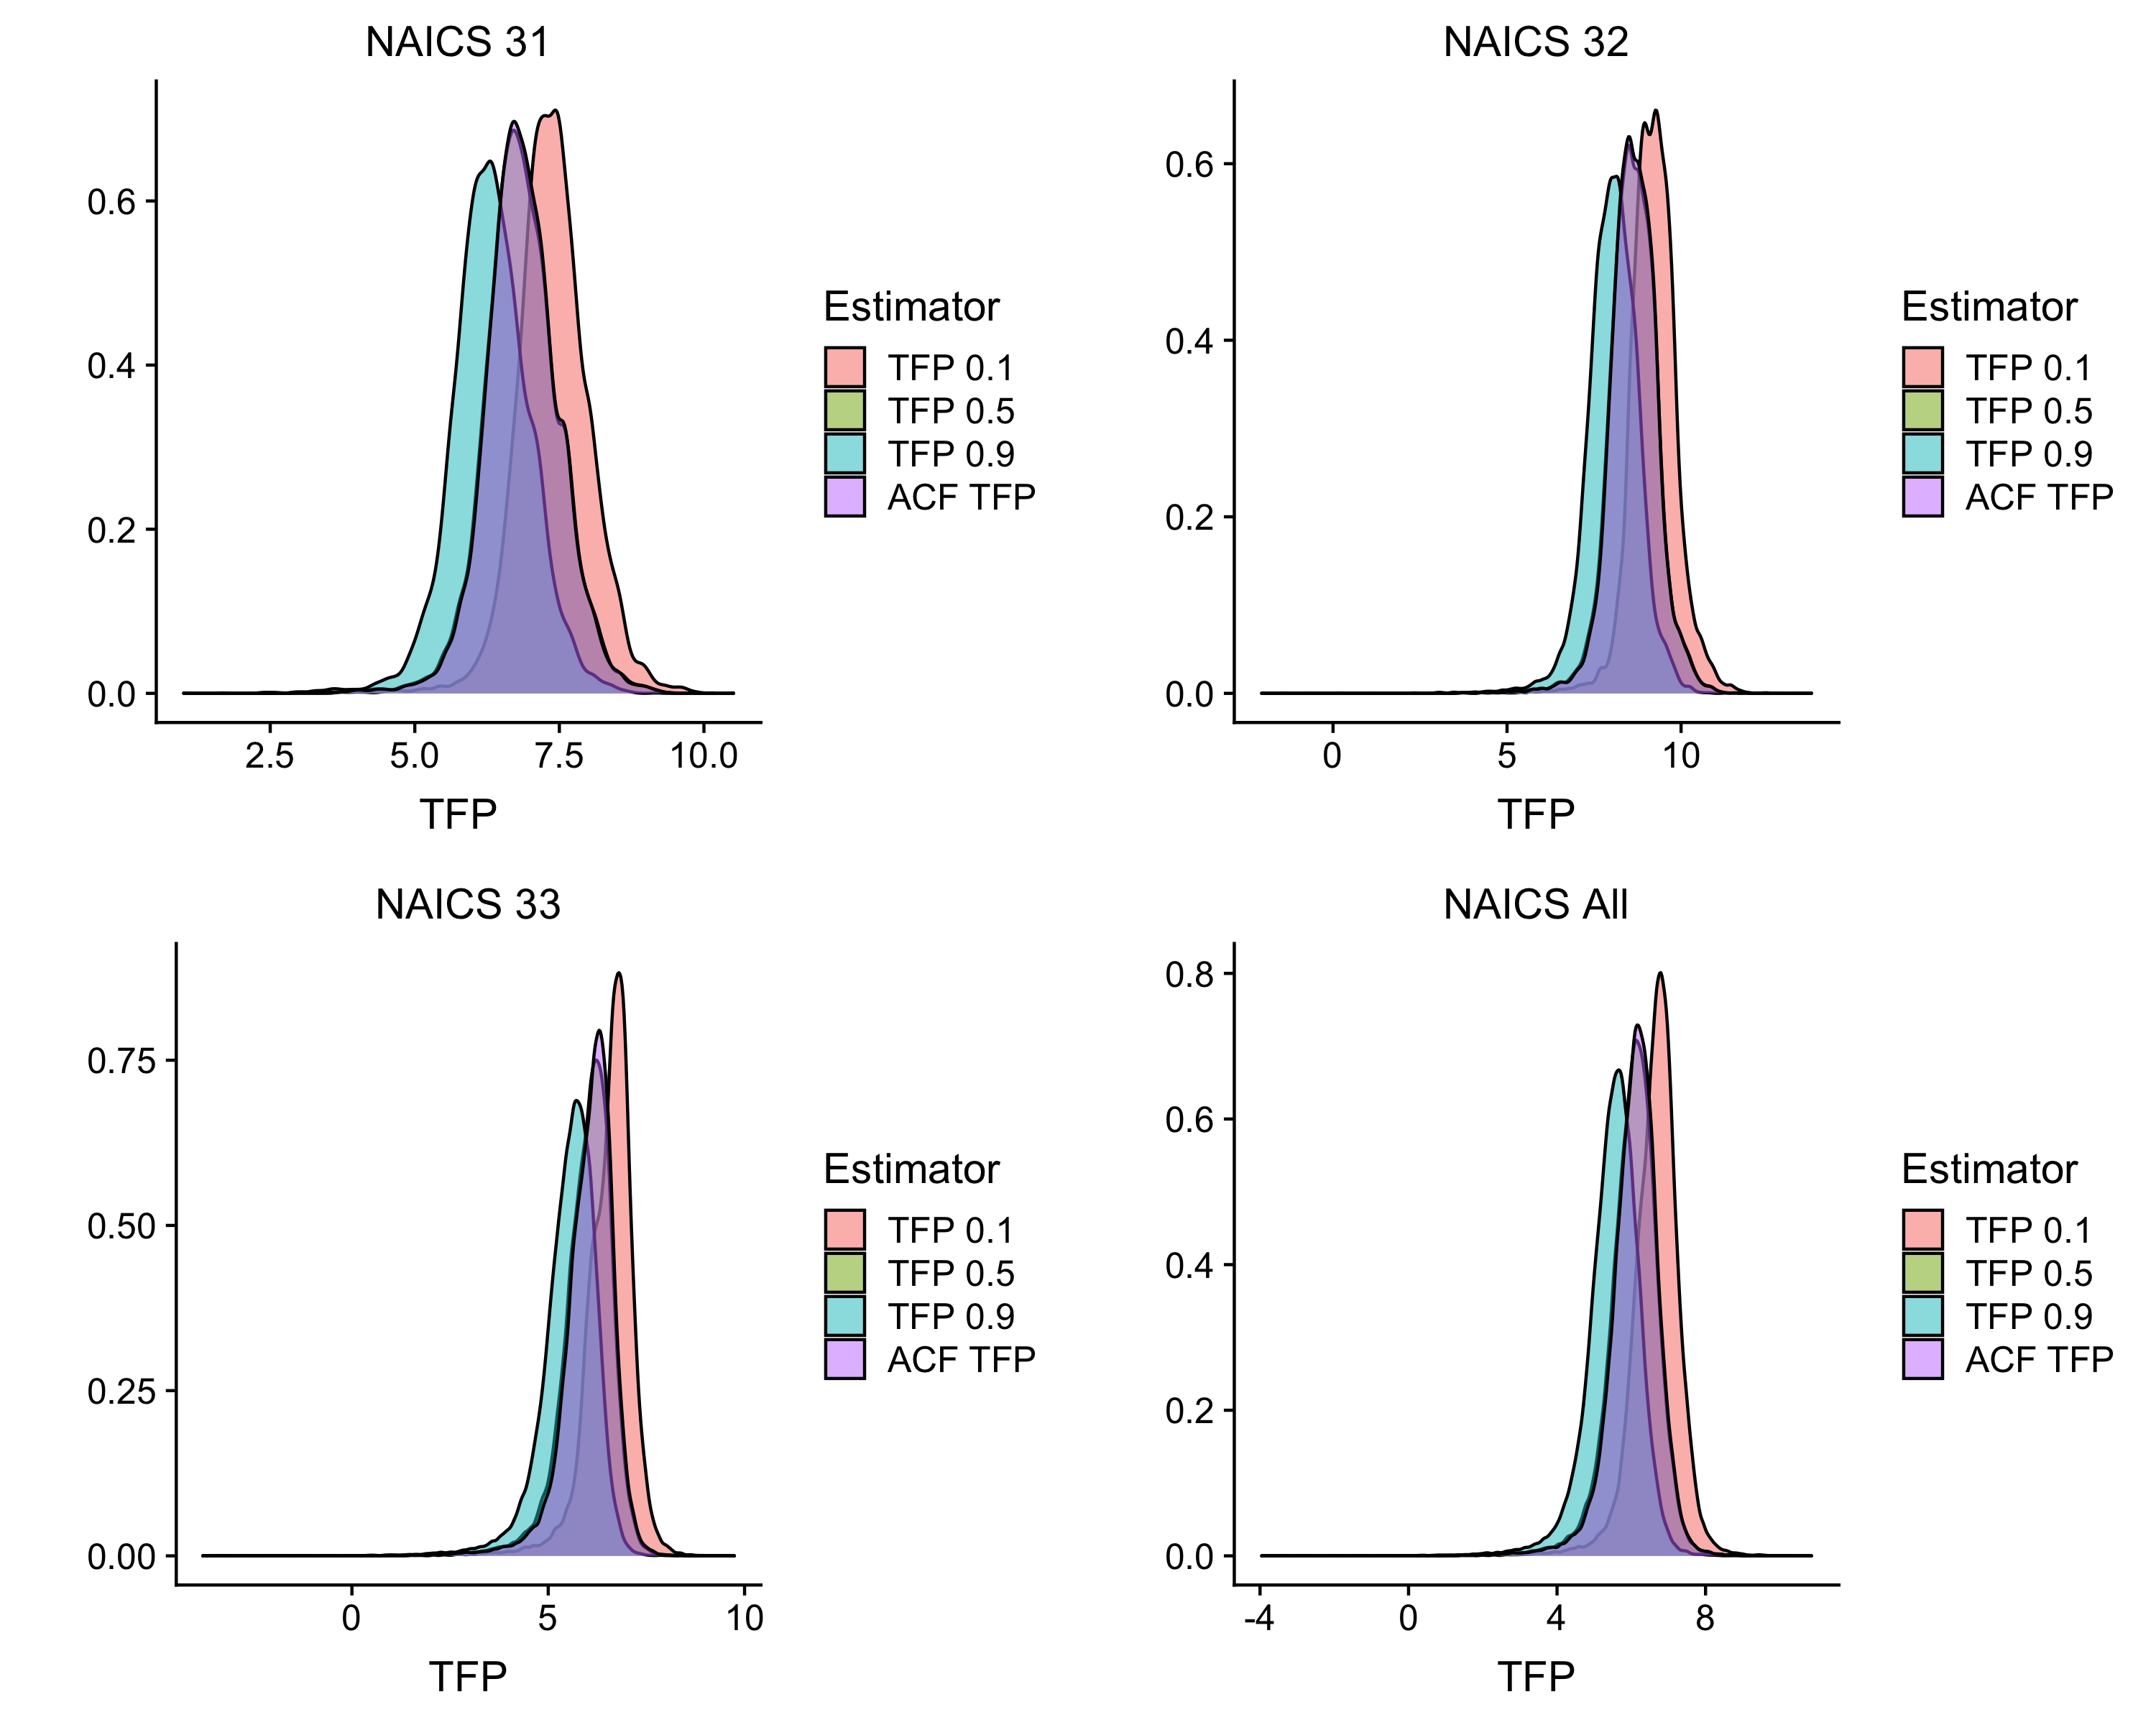 NAICS 31
0.6
0.4
0.2
0.0
2.5 5.0 7.5 10.0
TFP
Estimator
TFP 0.1
TFP 0.5
TFP 0.9
ACF TFP
NAICS 32
0.6
0.4
0.2
0.0
0 5 10
TFP
Estimator
TFP 0.1
TFP 0.5
TFP 0.9
ACF TFP
NAICS 33
0.75
0.50
0.25
0.00
0 5 10
TFP
Estimator
TFP 0.1
TFP 0.5
TFP 0.9
ACF TFP
NAICS All
0.8
0.6
0.4
0.2
0.0
-4 0 4 8
TFP
Estimator
TFP 0.1
TFP 0.5
TFP 0.9
ACF TFP